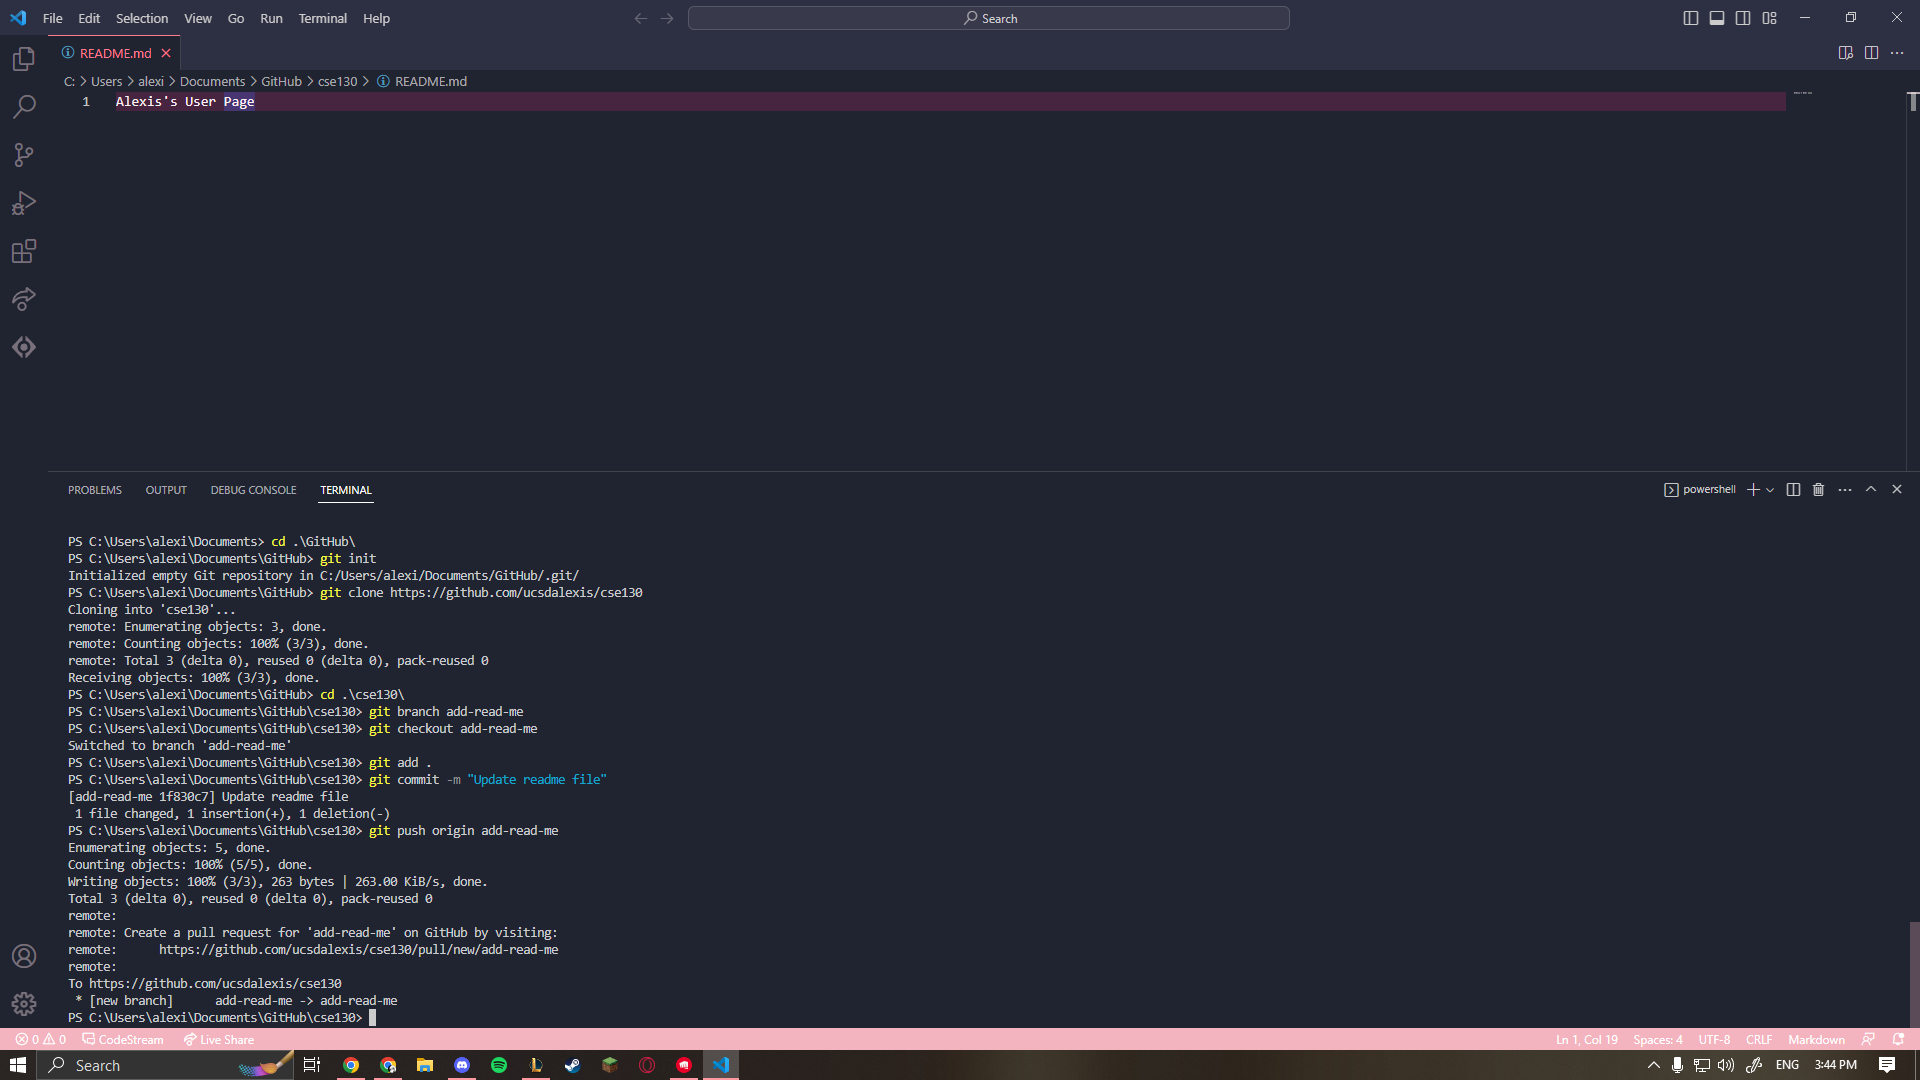 File Edit Selection View Go Run Terminal Help
Search
README.md
C: > Users > alexi > Documents > GitHub > cse130 > README.md
1 Alexis's User Page
PROBLEMS OUTPUT DEBUG CONSOLE TERMINAL
powershell
PS C:\Users\alexi\Documents> cd .\GitHub\
PS C:\Users\alexi\Documents\GitHub> git init
Initialized empty Git repository in C:/Users/alexi/Documents/GitHub/.git/
PS C:\Users\alexi\Documents\GitHub> git clone https://github.com/ucsdalexis/cse130
Cloning into 'cse130'...
remote: Enumerating objects: 3, done.
remote: Counting objects: 100% (3/3), done.
remote: Total 3 (delta 0), reused 0 (delta 0), pack-reused 0
Receiving objects: 100% (3/3), done.
PS C:\Users\alexi\Documents\GitHub> cd .\cse130\
PS C:\Users\alexi\Documents\GitHub\cse130> git branch add-read-me
PS C:\Users\alexi\Documents\GitHub\cse130> git checkout add-read-me
Switched to branch 'add-read-me'
PS C:\Users\alexi\Documents\GitHub\cse130> git add .
PS C:\Users\alexi\Documents\GitHub\cse130> git commit -m "Update readme file"
[add-read-me 1f830c7] Update readme file
1 file changed, 1 insertion(+), 1 deletion(-)
PS C:\Users\alexi\Documents\GitHub\cse130> git push origin add-read-me
Enumerating objects: 5, done.
Counting objects: 100% (5/5), done.
Writing objects: 100% (3/3), 263 bytes | 263.00 KiB/s, done.
Total 3 (delta 0), reused 0 (delta 0), pack-reused 0
remote:
remote: Create a pull request for 'add-read-me' on GitHub by visiting:
remote:      https://github.com/ucsdalexis/cse130/pull/new/add-read-me
remote:
To https://github.com/ucsdalexis/cse130
* [new branch]      add-read-me -> add-read-me
PS C:\Users\alexi\Documents\GitHub\cse130>
0 0 CodeStream Live Share Ln 1, Col 19 Spaces: 4 UTF-8 CRLF Markdown
Search ENG 3:44 PM